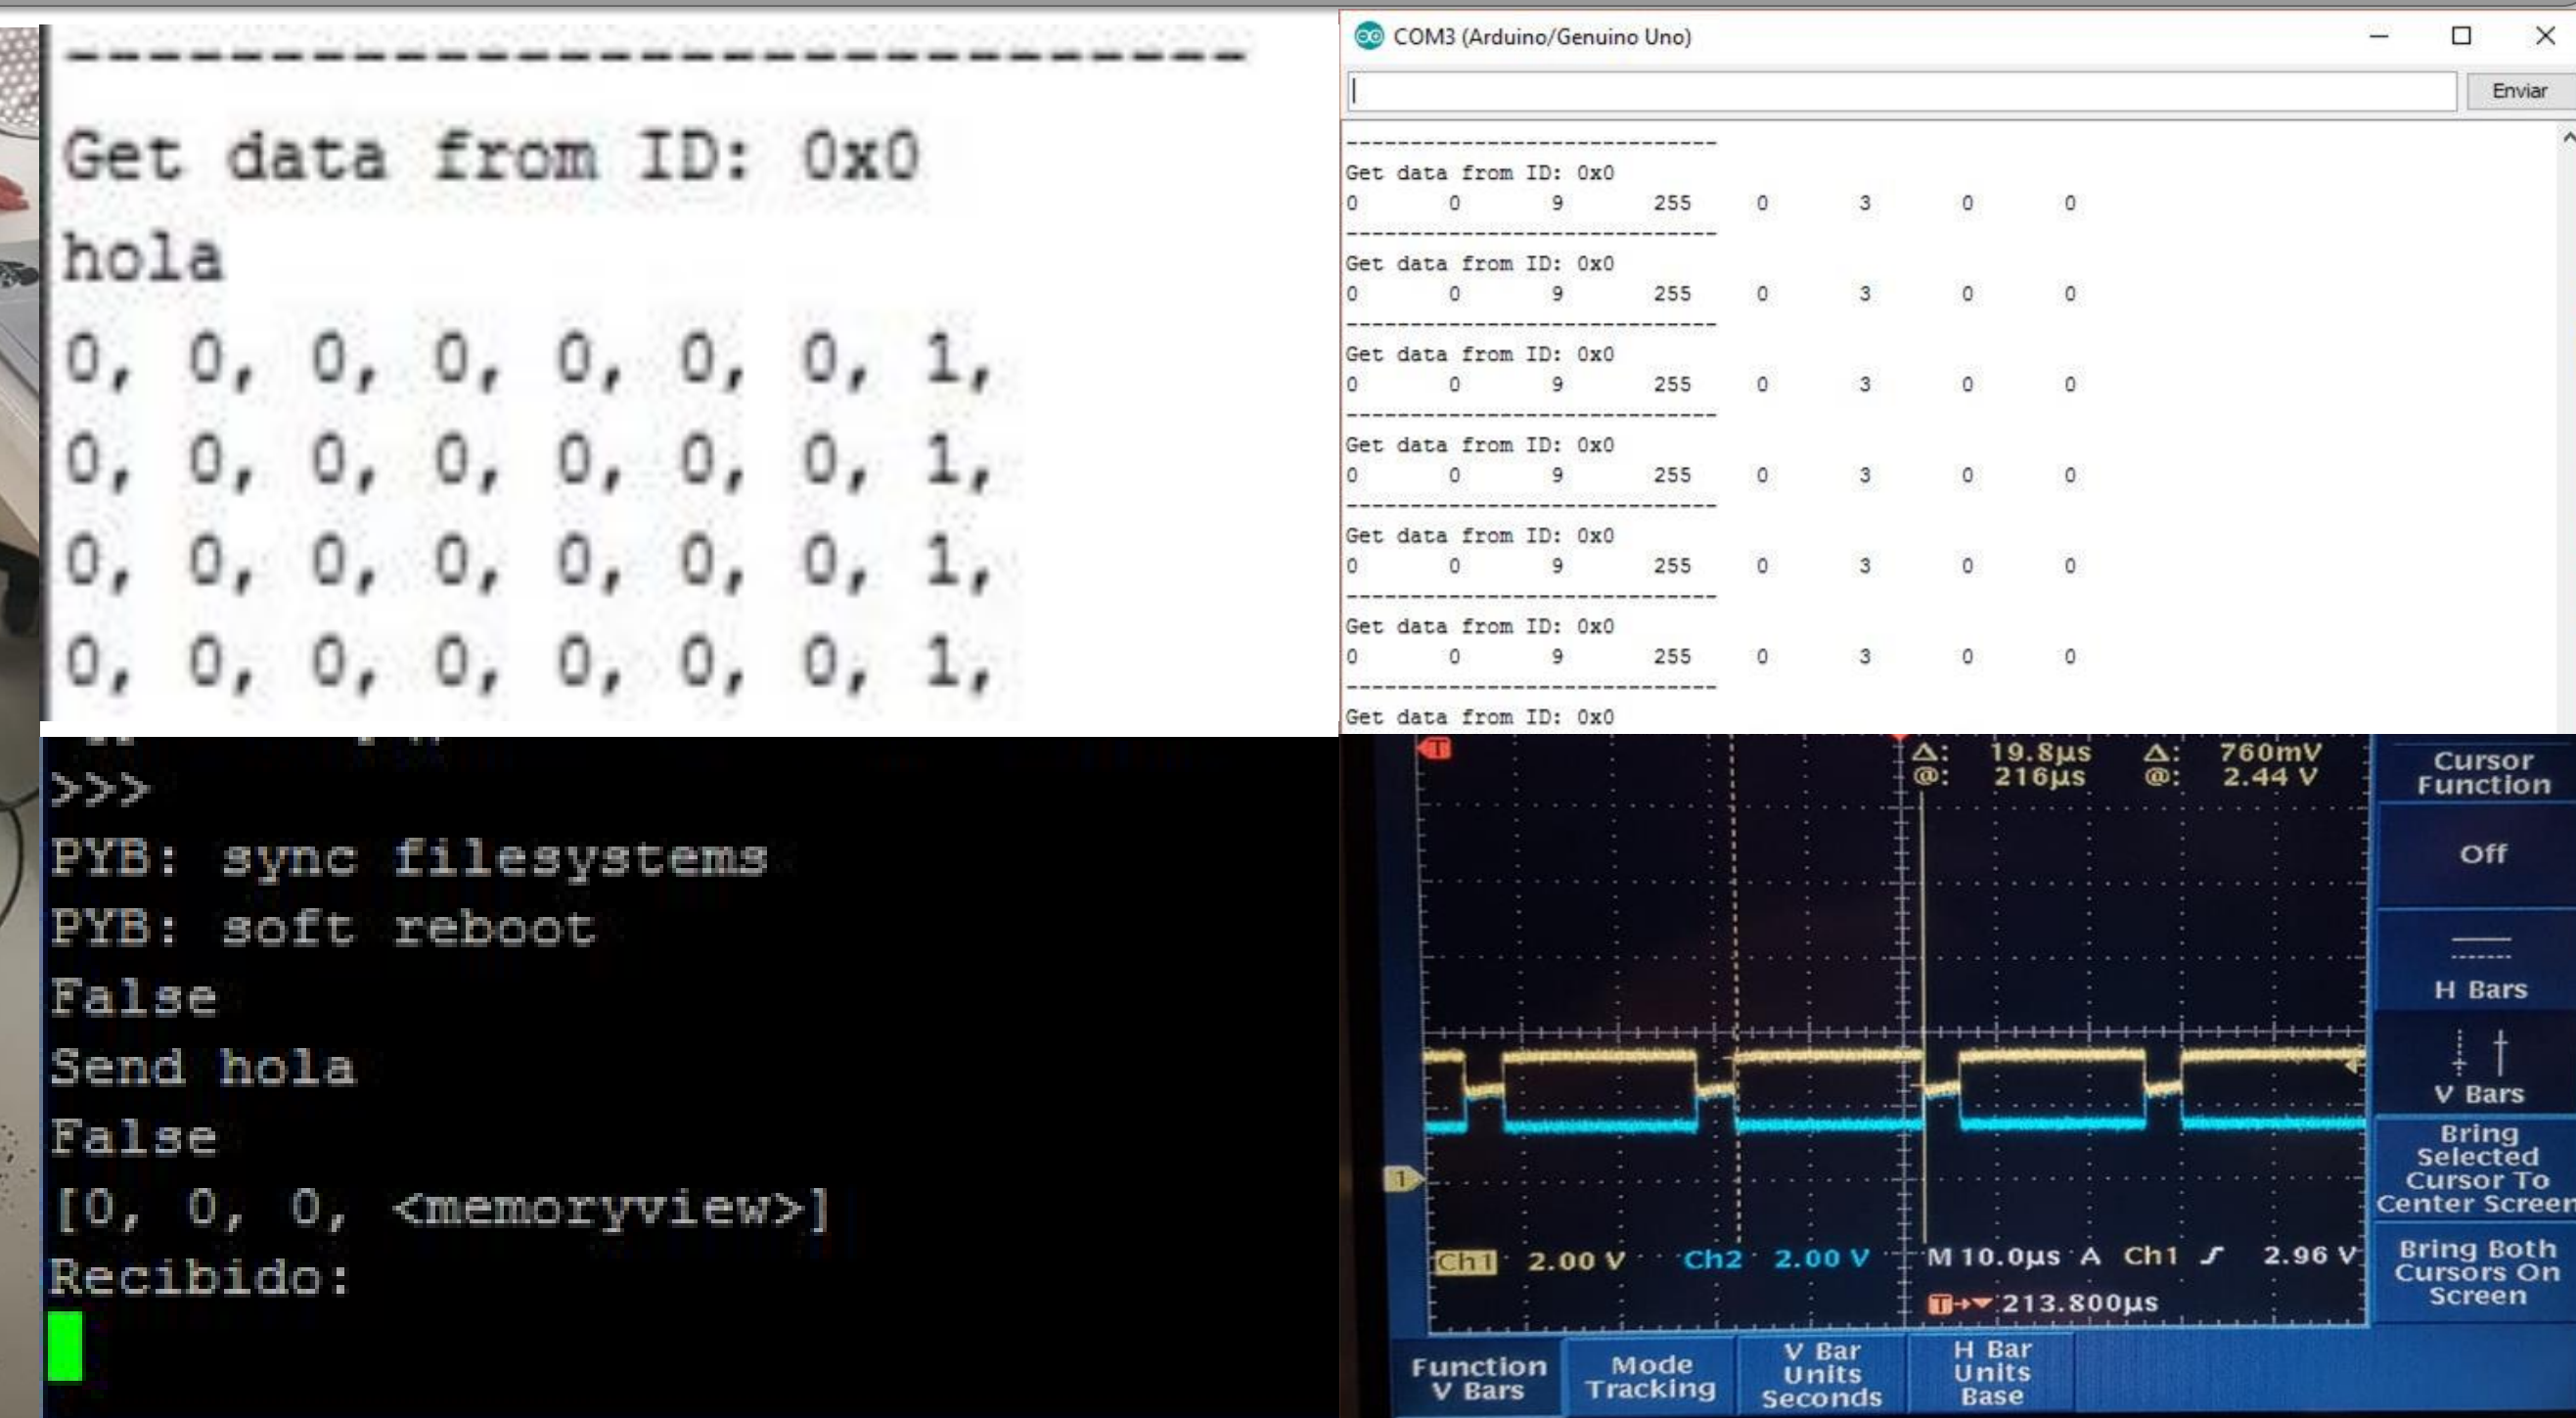 ----------------------------
Get data from ID: 0x0
hola
0, 0, 0, 0, 0, 0, 0, 1,
0, 0, 0, 0, 0, 0, 0, 1,
0, 0, 0, 0, 0, 0, 0, 1,
0, 0, 0, 0, 0, 0, 0, 1,
COM3 (Arduino/Genuino Uno)
Enviar
-----------------------------
Get data from ID: 0x0
0 0 9 255 0 3 0 0
-----------------------------
Get data from ID: 0x0
0 0 9 255 0 3 0 0
-----------------------------
Get data from ID: 0x0
0 0 9 255 0 3 0 0
-----------------------------
Get data from ID: 0x0
0 0 9 255 0 3 0 0
-----------------------------
Get data from ID: 0x0
0 0 9 255 0 3 0 0
-----------------------------
Get data from ID: 0x0
0 0 9 255 0 3 0 0
-----------------------------
Get data from ID: 0x0
>>>
PYB: sync filesystems
PYB: soft reboot
False
Send hola
False
[0, 0, 0, <memoryview>]
Recibido:
T
Δ: 19.8µs Δ: 760mV
@: 216µs @: 2.44 V
1
Ch1 2.00 V Ch2 2.00 V M 10.0µs A Ch1 ƒ 2.96 V
T→▼ 213.800µs
Cursor
Function
Off
H Bars
V Bars
Bring
Selected
Cursor To
Center Screen
Bring Both
Cursors On
Screen
Function
V Bars
Mode
Tracking
V Bar
Units
Seconds
H Bar
Units
Base